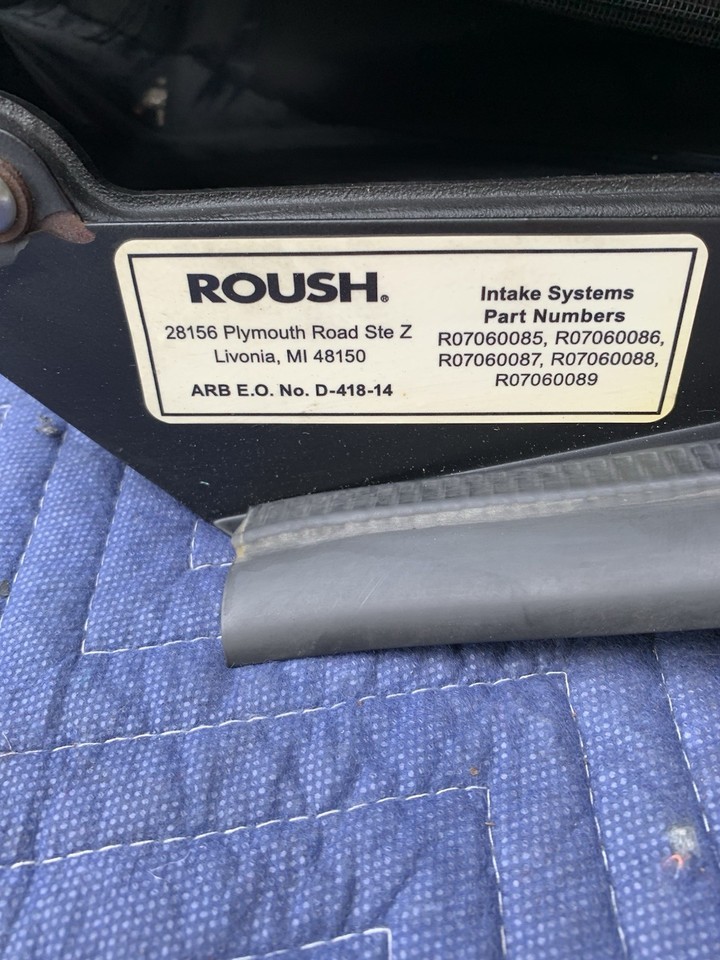 ROUSH®
28156 Plymouth Road Ste Z
Livonia, MI 48150
ARB E.O. No. D-418-14
Intake Systems
Part Numbers
R07060085, R07060086,
R07060087, R07060088,
R07060089